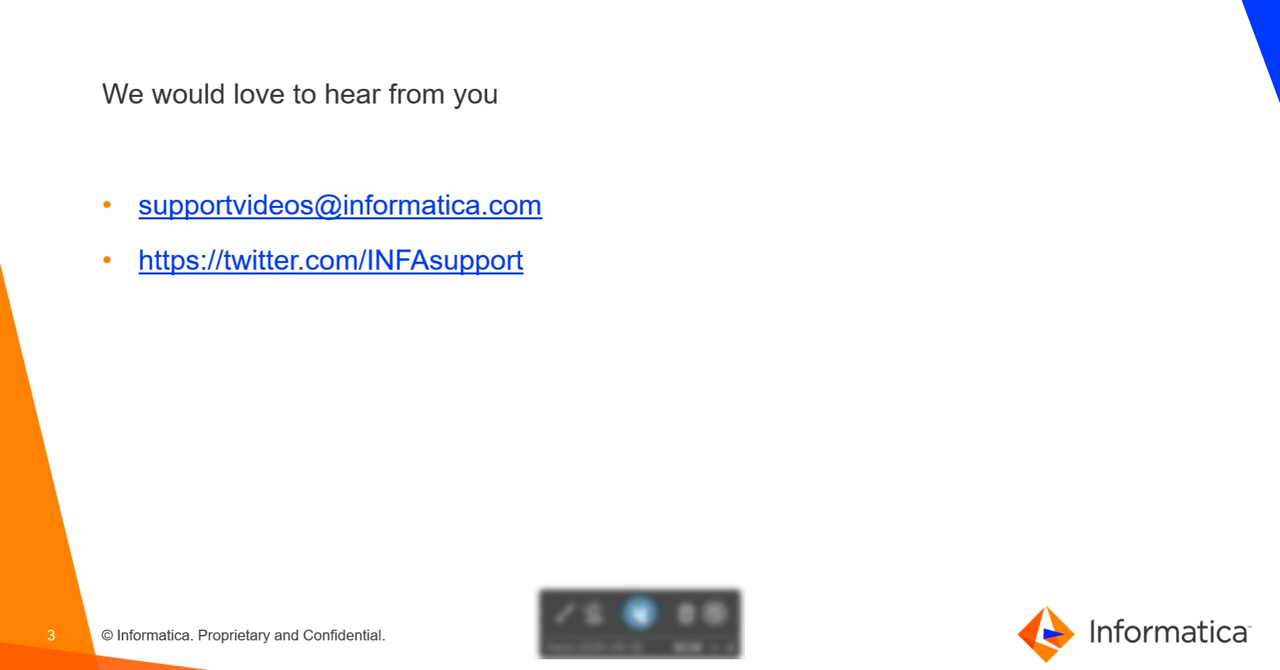 We would love to hear from you
• supportvideos@informatica.com
• https://twitter.com/INFAsupport
3
© Informatica. Proprietary and Confidential.
Informatica™